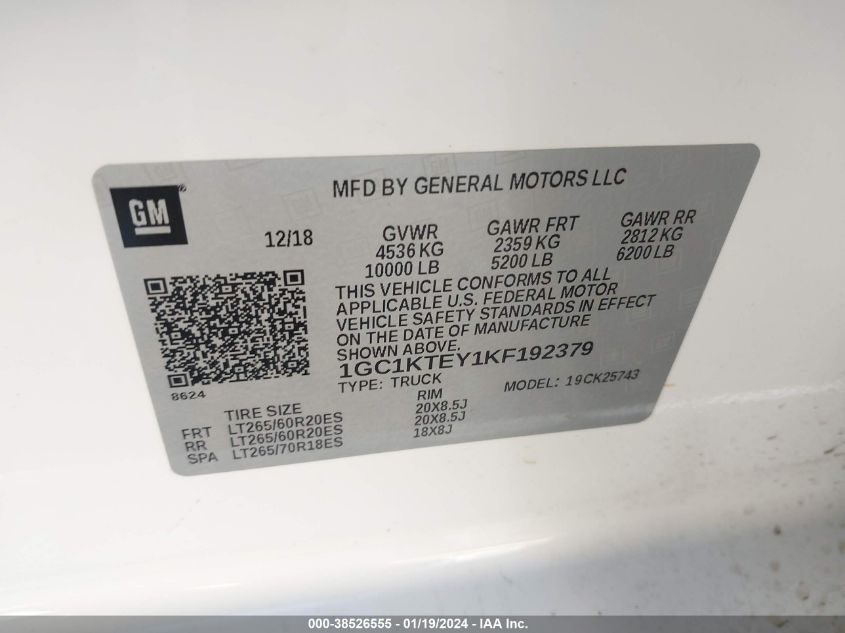 MFD BY GENERAL MOTORS LLC
GM®
12/18 GVWR GAWR FRT GAWR RR
4536 KG 2359 KG 2812 KG
10000 LB 5200 LB 6200 LB
THIS VEHICLE CONFORMS TO ALL
APPLICABLE U.S. FEDERAL MOTOR
VEHICLE SAFETY STANDARDS IN EFFECT
ON THE DATE OF MANUFACTURE
SHOWN ABOVE.
1GC1KTEY1KF192379
8624 TYPE: TRUCK MODEL: 19CK25743
TIRE SIZE RIM
FRT LT265/60R20ES 20X8.5J
RR LT265/60R20ES 20X8.5J
SPA LT265/70R18ES 18X8J
000-38526555 - 01/19/2024 - IAA Inc.